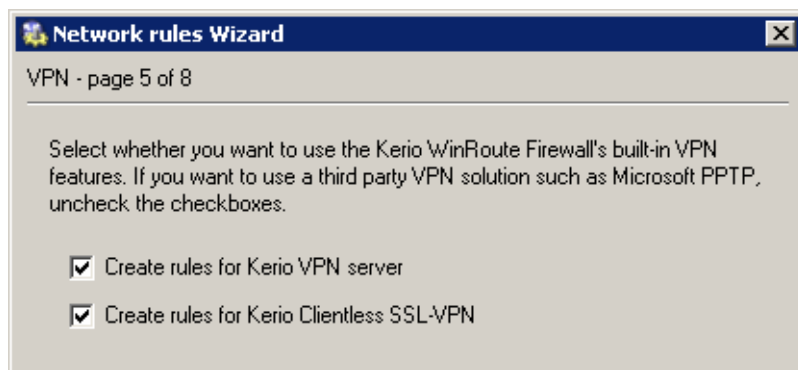 Network rules Wizard
VPN - page 5 of 8
Select whether you want to use the Kerio WinRoute Firewall's built-in VPN
features. If you want to use a third party VPN solution such as Microsoft PPTP,
uncheck the checkboxes.
Create rules for Kerio VPN server
Create rules for Kerio Clientless SSL-VPN